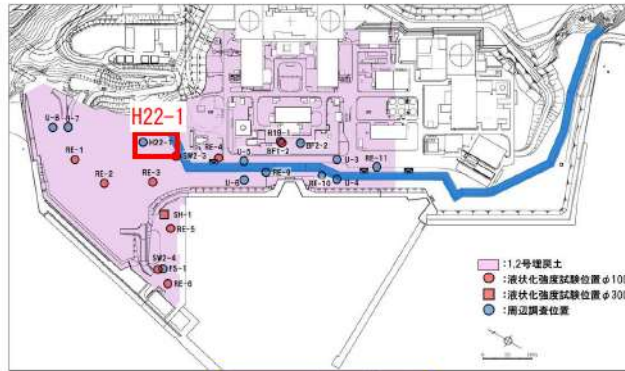 H22-1
U-8
U-7
H22-1
RE-1
SW2-3
RE-4
H19-1
BF1-2
BF2-2
U-5
U-3
RE-11
RE-2
RE-3
U-6
RE-9
RE-10
U-4
SH-1
RE-5
SW2-4
RE-6
:1,2号埋戻土
:液状化強度試験位置φ100
:液状化強度試験位置φ300
:周辺調査位置